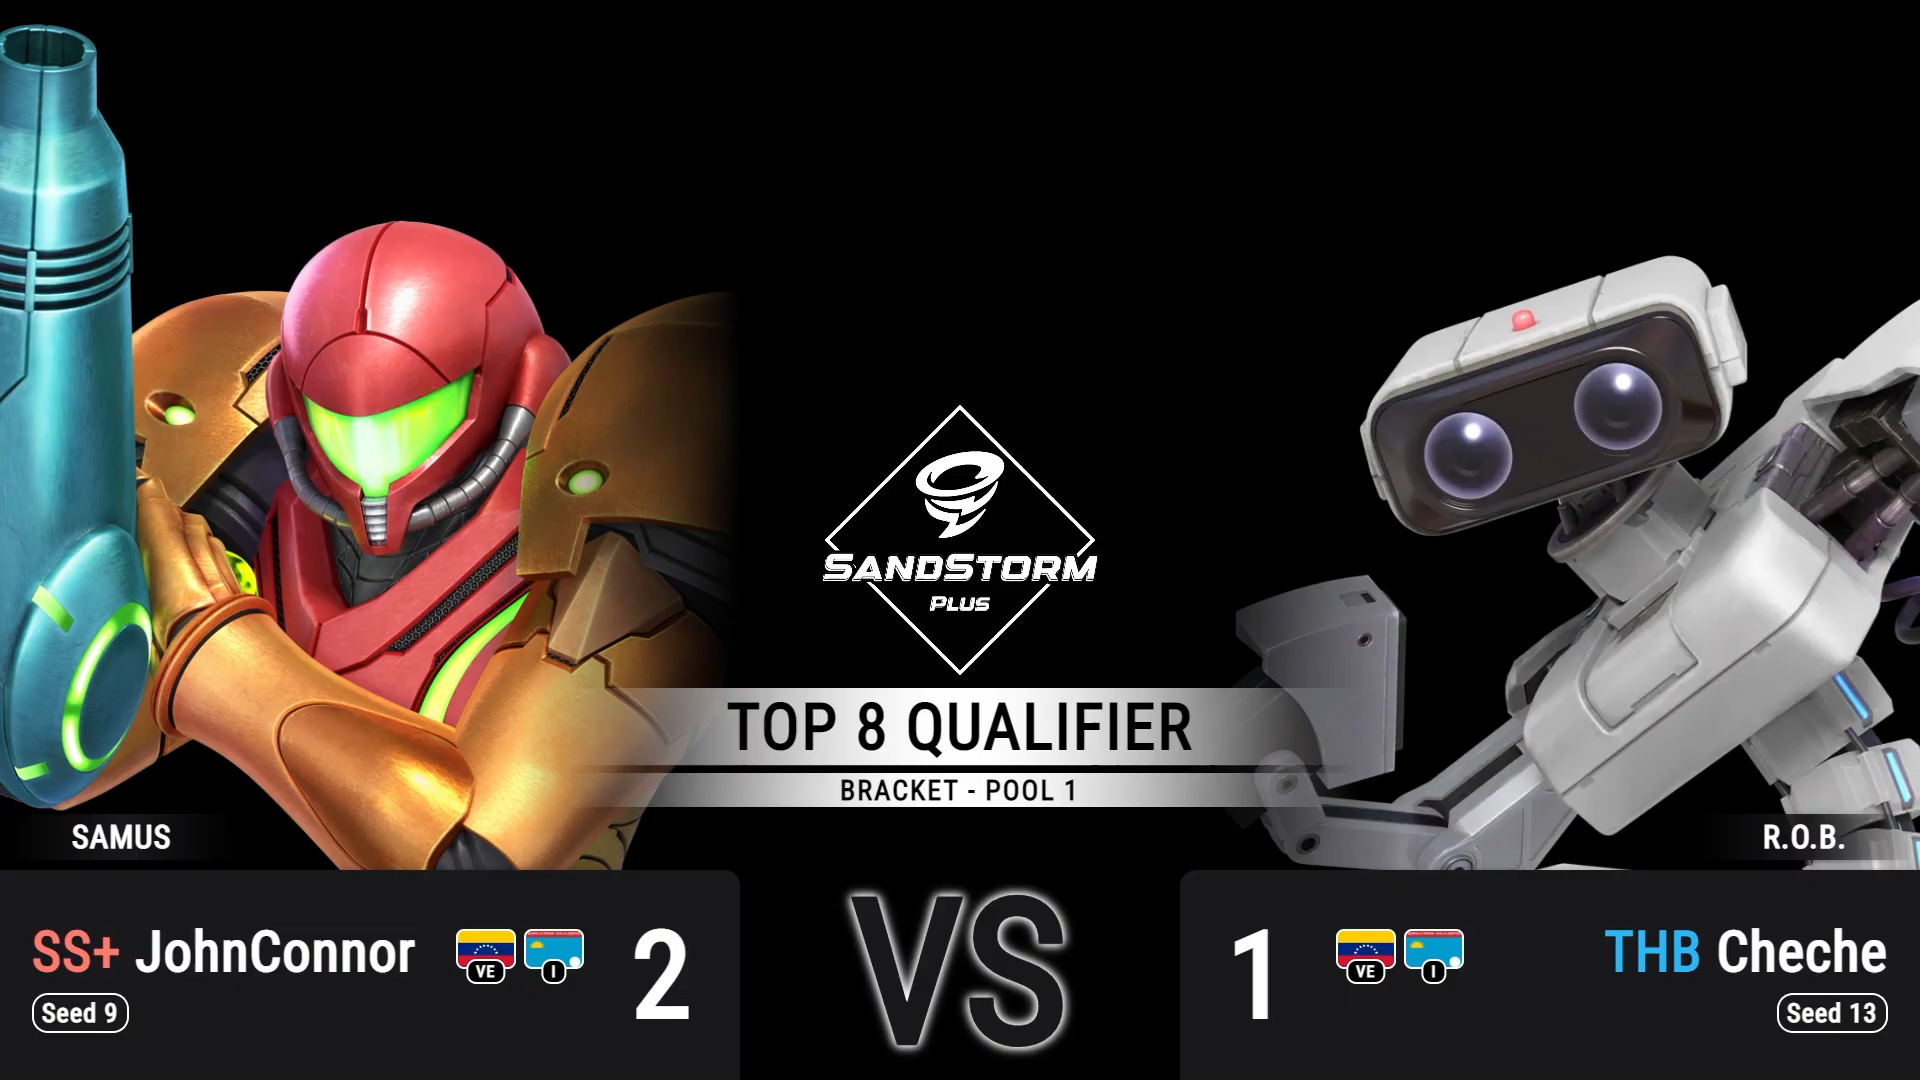 SANDSTORM
PLUS
TOP 8 QUALIFIER
BRACKET - POOL 1
SAMUS
R.O.B.
SS+ JohnConnor
VE
I
2
Seed 9
VS
1
VE
I
THB Cheche
Seed 13